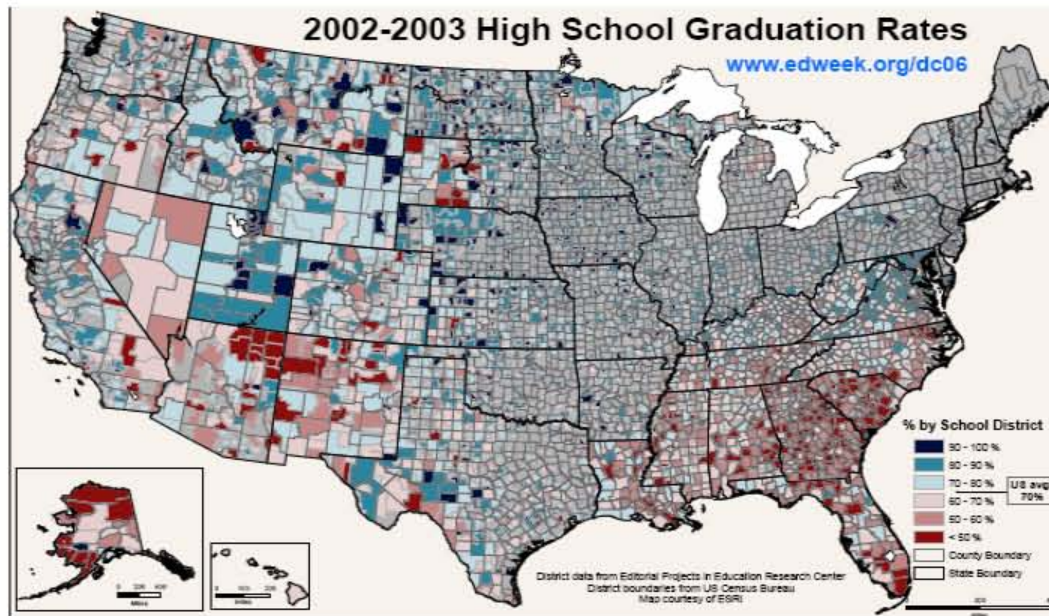 2002-2003 High School Graduation Rates
www.edweek.org/dc06
% by School District
90 - 100 %
80 - 90 %
70 - 80 %
60 - 70 %
50 - 60 %
< 50 %
County Boundary
State Boundary
US avg
70%
District data from Editorial Projects in Education Research Center
District boundaries from US Census Bureau
Map courtesy of ESRI